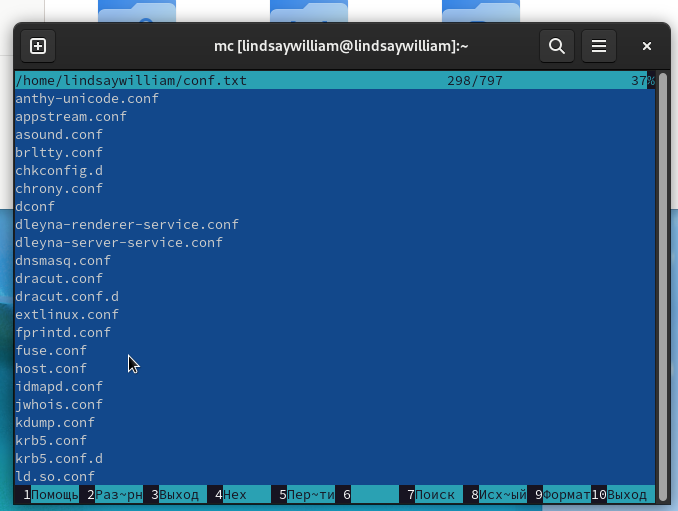 mc [lindsaywilliam@lindsaywilliam]:~
/home/lindsaywilliam/conf.txt 298/797 37%
anthy-unicode.conf
appstream.conf
asound.conf
brltty.conf
chkconfig.d
chrony.conf
dconf
dleyna-renderer-service.conf
dleyna-server-service.conf
dnsmasq.conf
dracut.conf
dracut.conf.d
extlinux.conf
fprintd.conf
fuse.conf
host.conf
idmapd.conf
jwhois.conf
kdump.conf
krb5.conf
krb5.conf.d
ld.so.conf
1Помощь 2Раз~рн 3Выход 4Hex 5Пер~ти 6 7Поиск 8Исх~ый 9Формат 10Выход